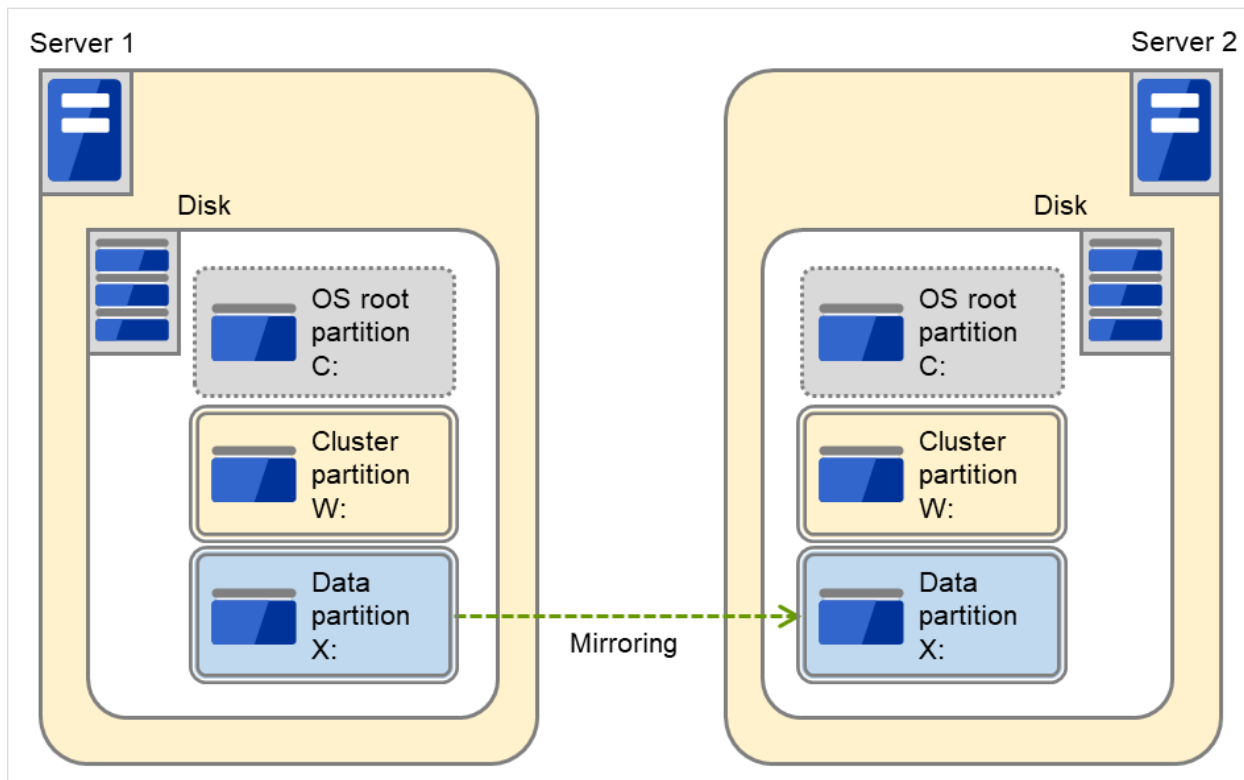 Server 1
Disk
OS root
partition
C:
Cluster
partition
W:
Data
partition
X:
Mirroring
Server 2
Disk
OS root
partition
C:
Cluster
partition
W:
Data
partition
X: